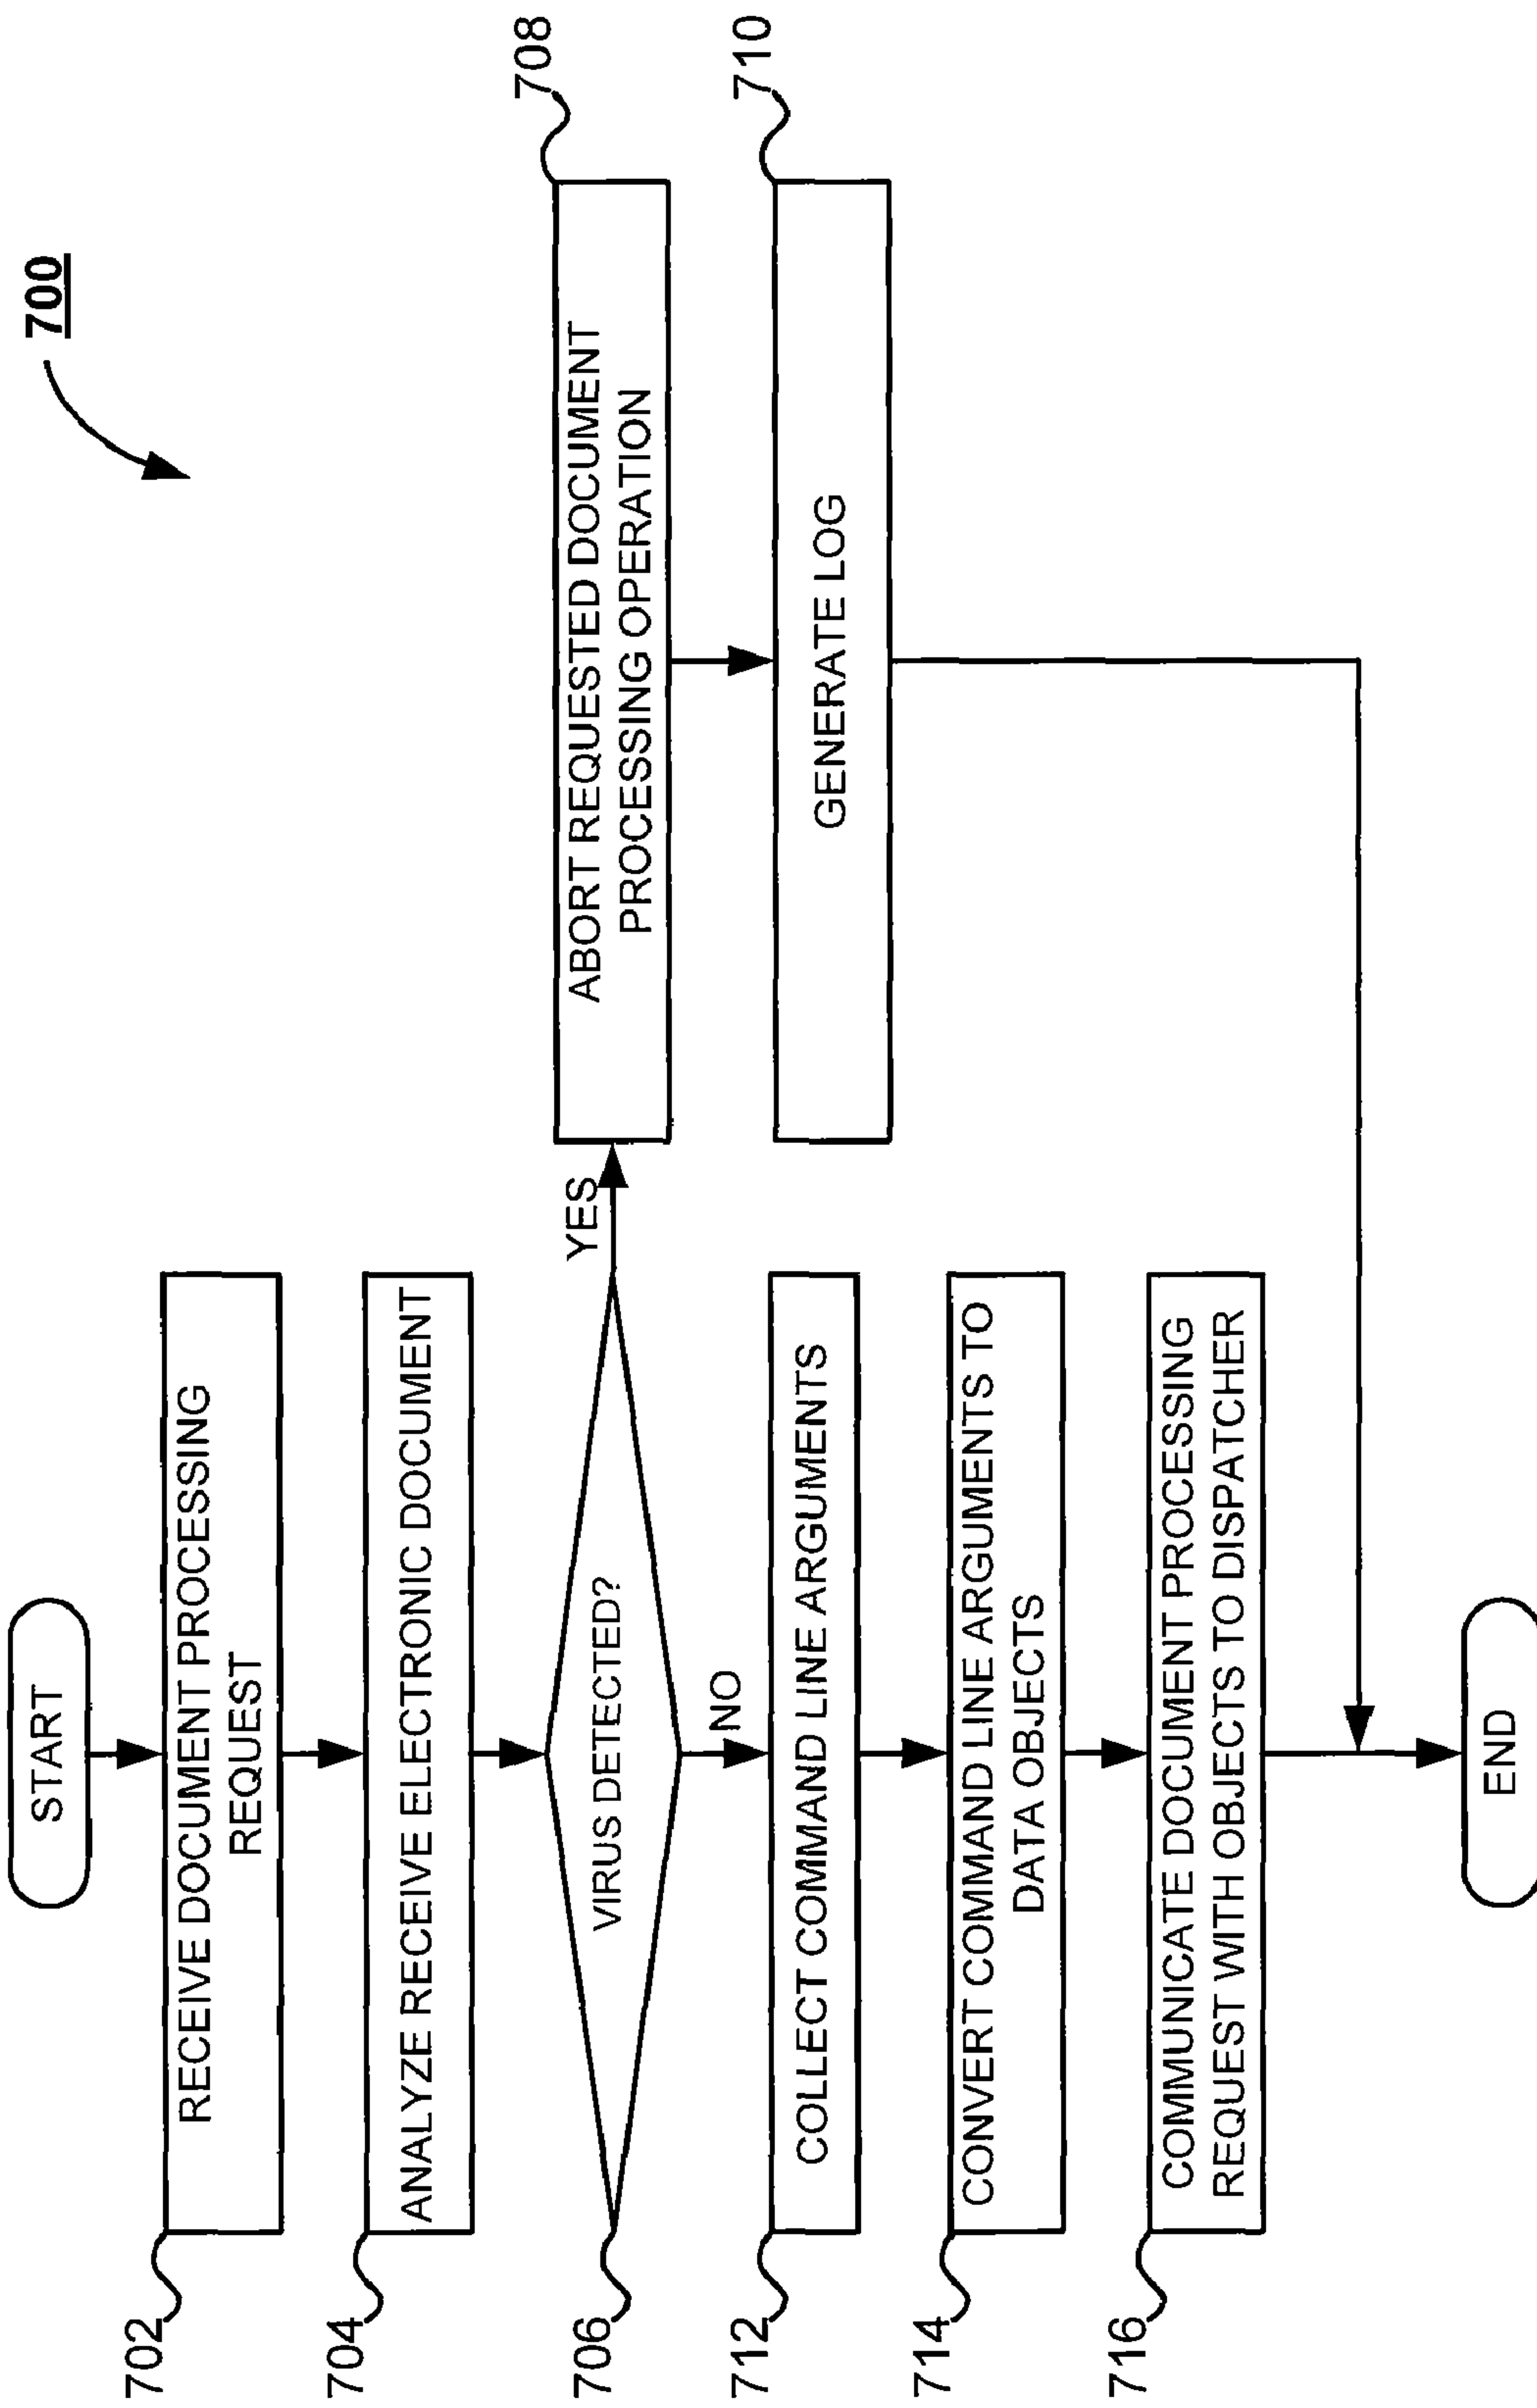 700
START
702
RECEIVE DOCUMENT PROCESSING
REQUEST
704
ANALYZE RECEIVE ELECTRONIC DOCUMENT
706
VIRUS DETECTED?
YES
708
ABORT REQUESTED DOCUMENT
PROCESSING OPERATION
710
GENERATE LOG
NO
712
COLLECT COMMAND LINE ARGUMENTS
714
CONVERT COMMAND LINE ARGUMENTS TO
DATA OBJECTS
716
COMMUNICATE DOCUMENT PROCESSING
REQUEST WITH OBJECTS TO DISPATCHER
END